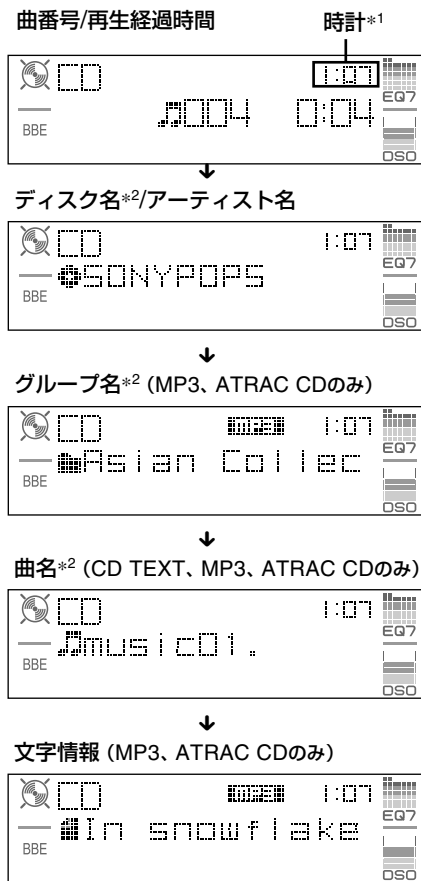 曲番号/再生経過時間 時計*1
CD 1:07 EQ7
♫004 0:04
BBE DSO
ディスク名*2/アーティスト名
CD 1:07 EQ7
SONYPOPS
BBE DSO
グループ名*2 (MP3、ATRAC CDのみ)
CD MP3 1:07 EQ7
Asian Collec
BBE DSO
曲名*2 (CD TEXT、MP3、ATRAC CDのみ)
CD 1:07 EQ7
♫music01.
BBE DSO
文字情報 (MP3、ATRAC CDのみ)
CD MP3 1:07 EQ7
In snowflake
BBE DSO